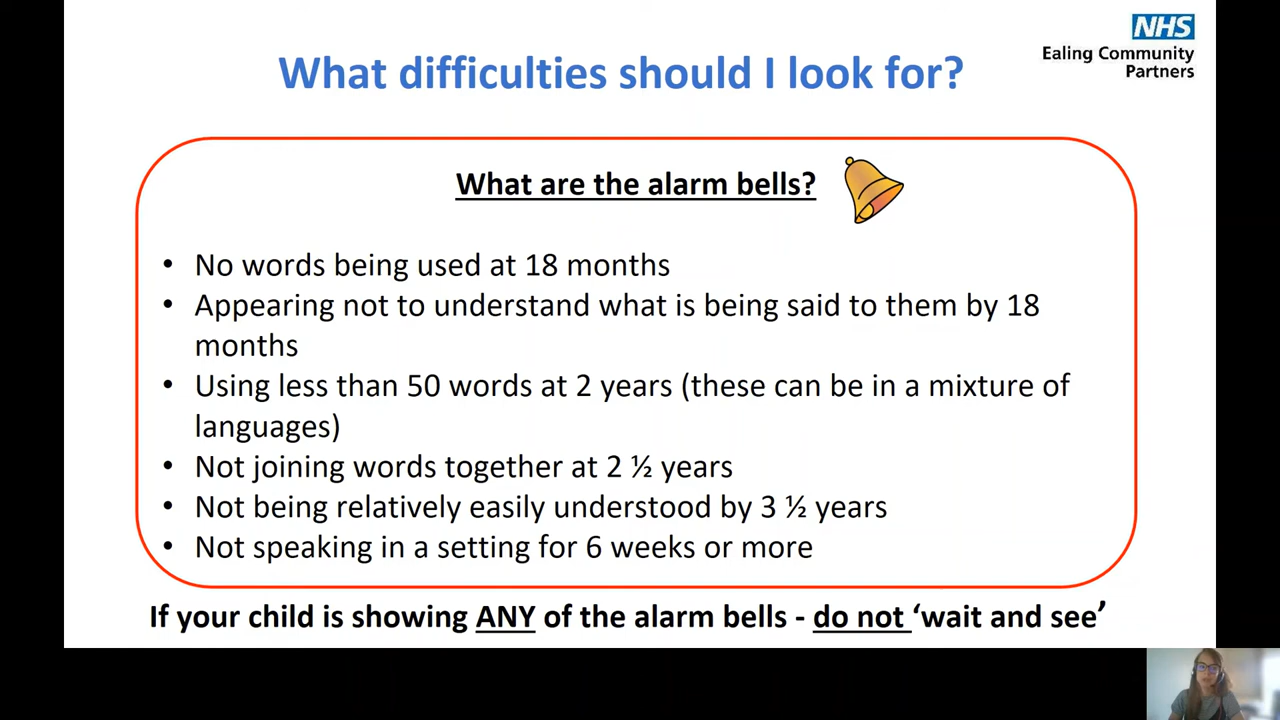 NHS
Ealing Community
Partners
What difficulties should I look for?
What are the alarm bells?
• No words being used at 18 months
• Appearing not to understand what is being said to them by 18
months
• Using less than 50 words at 2 years (these can be in a mixture of
languages)
• Not joining words together at 2 ½ years
• Not being relatively easily understood by 3 ½ years
• Not speaking in a setting for 6 weeks or more
If your child is showing ANY of the alarm bells - do not ‘wait and see’